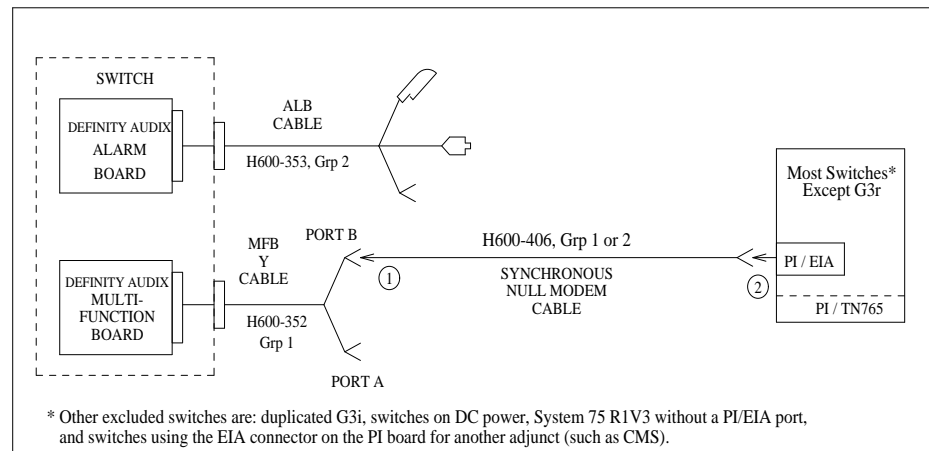 SWITCH
DEFINITY AUDIX
ALARM
BOARD
ALB
CABLE
H600-353, Grp 2
DEFINITY AUDIX
MULTI-
FUNCTION
BOARD
MFB
Y
CABLE
H600-352
Grp 1
PORT B
PORT A
1
H600-406, Grp 1 or 2
SYNCHRONOUS
NULL MODEM
CABLE
2
Most Switches*
Except G3r
PI / EIA
PI / TN765
* Other excluded switches are: duplicated G3i, switches on DC power, System 75 R1V3 without a PI/EIA port,
and switches using the EIA connector on the PI board for another adjunct (such as CMS).